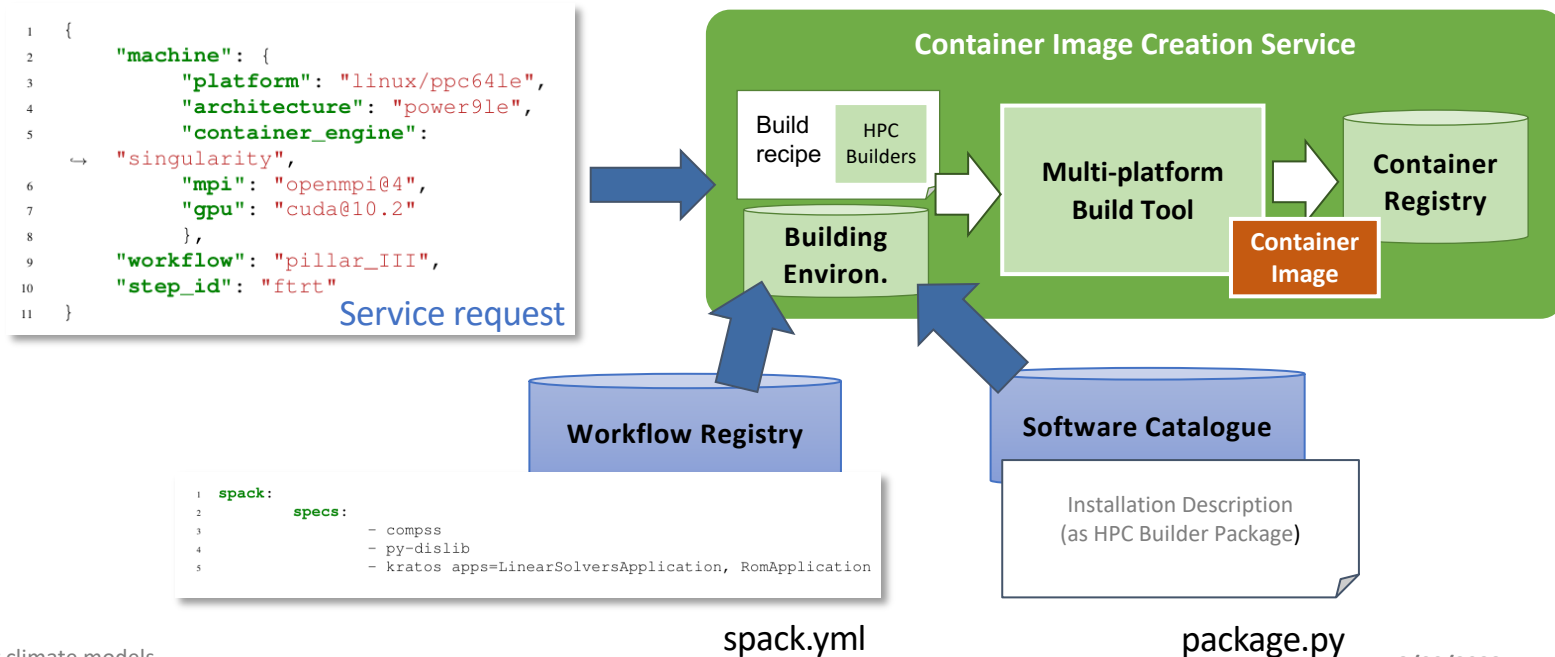 1 {
2 "machine": {
3 "platform": "linux/ppc64le",
4 "architecture": "power9le",
5 "container_engine":
↪ "singularity",
6 "mpi": "openmpi@4",
7 "gpu": "cuda@10.2"
8 },
9 "workflow": "pillar_III",
10 "step_id": "ftrt"
11 }
Service request
Container Image Creation Service
Build
recipe
HPC
Builders
Building
Environ.
Multi-platform
Build Tool
Container
Image
Container
Registry
Workflow Registry
Software Catalogue
1 spack:
2 specs:
3 - compss
4 - py-dislib
5 - kratos apps=LinearSolversApplication, RomApplication
Installation Description
(as HPC Builder Package)
spack.yml
package.py
climate models